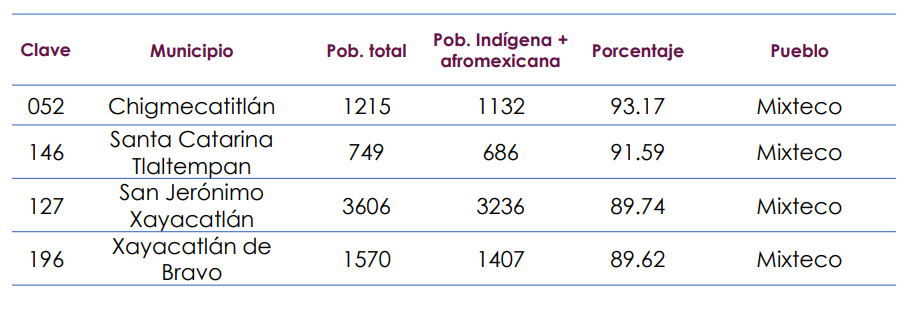 Clave Municipio Pob. total Pob. Indígena + afromexicana Porcentaje Pueblo
052 Chigmecatitlán 1215 1132 93.17 Mixteco
146 Santa Catarina Tlaltempan 749 686 91.59 Mixteco
127 San Jerónimo Xayacatlán 3606 3236 89.74 Mixteco
196 Xayacatlán de Bravo 1570 1407 89.62 Mixteco